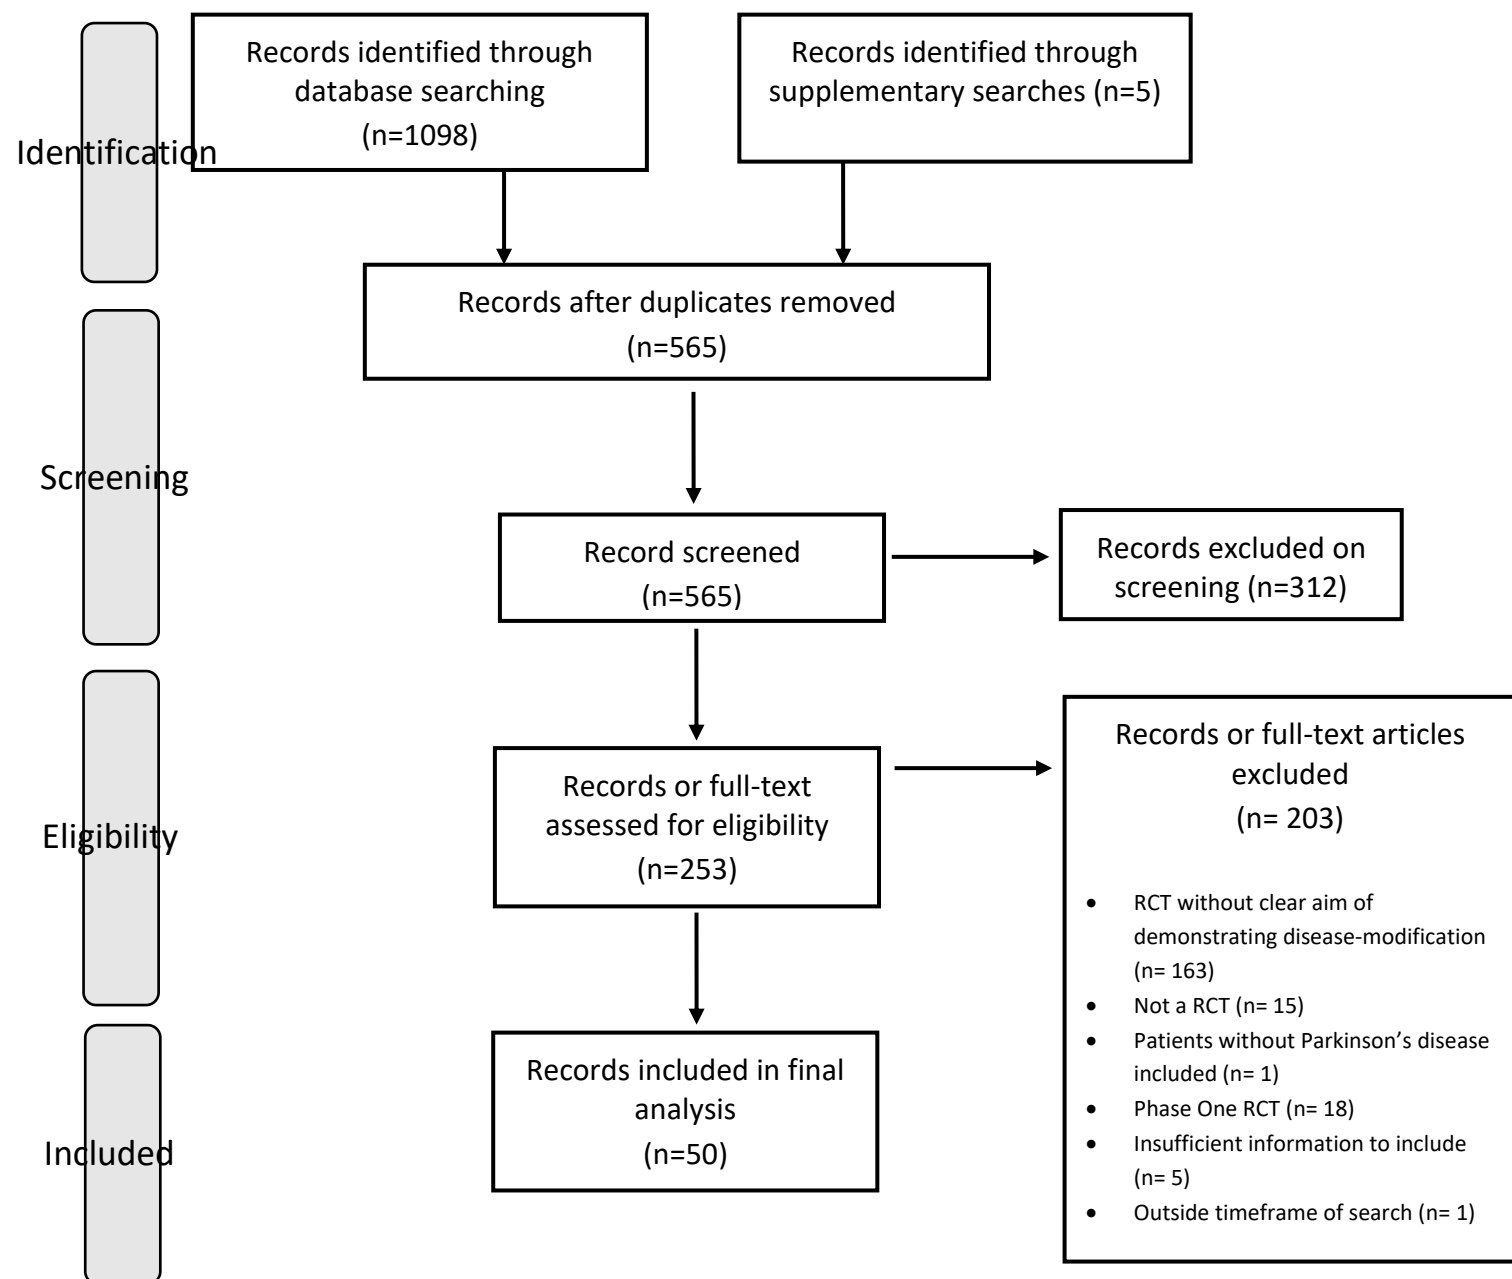 Identification
Records identified through
database searching
(n=1098)
Records identified through
supplementary searches (n=5)
Records after duplicates removed
(n=565)
Screening
Record screened
(n=565)
Records excluded on
screening (n=312)
Eligibility
Records or full-text
assessed for eligibility
(n=253)
Records or full-text articles
excluded
(n= 203)
• RCT without clear aim of
demonstrating disease-modification
(n= 163)
• Not a RCT (n= 15)
• Patients without Parkinson’s disease
included (n= 1)
• Phase One RCT (n= 18)
• Insufficient information to include
(n= 5)
• Outside timeframe of search (n= 1)
Included
Records included in final
analysis
(n=50)